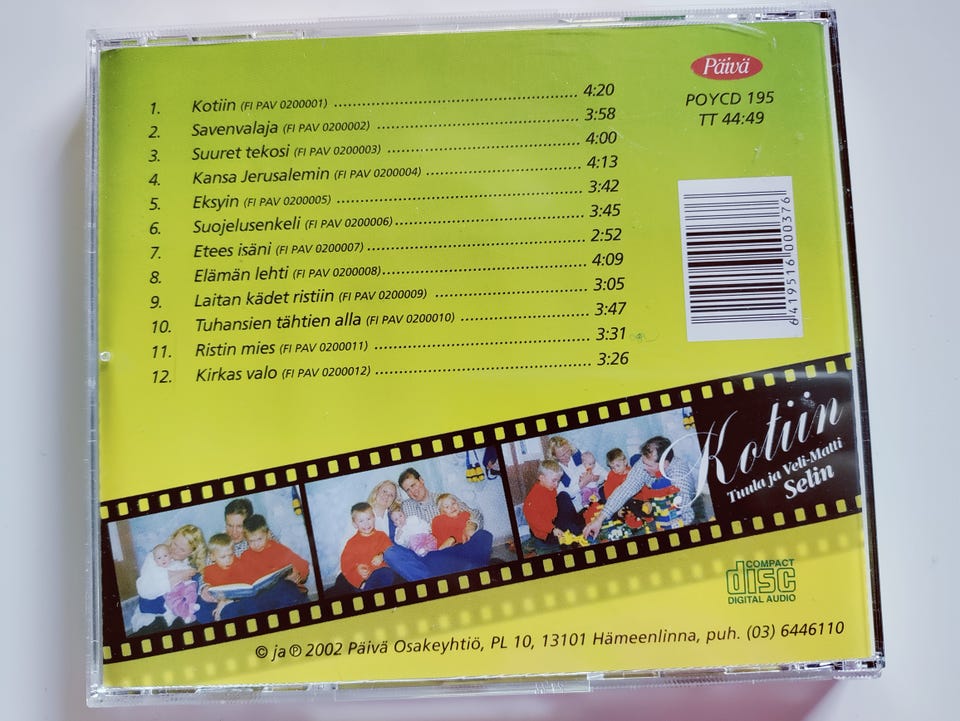 Päivä
POYCD 195
TT 44:49
1. Kotiin (FI PAV 0200001) 4:20
2. Savenvalaja (FI PAV 0200002) 3:58
3. Suuret tekosi (FI PAV 0200003) 4:00
4. Kansa Jerusalemin (FI PAV 0200004) 4:13
5. Eksyin (FI PAV 0200005) 3:42
6. Suojelusenkeli (FI PAV 0200006) 3:45
7. Etees isäni (FI PAV 0200007) 2:52
8. Elämän lehti (FI PAV 0200008) 4:09
9. Laitan kädet ristiin (FI PAV 0200009) 3:05
10. Tuhansien tähtien alla (FI PAV 0200010) 3:47
11. Ristin mies (FI PAV 0200011) 3:31
12. Kirkas valo (FI PAV 0200012) 3:26
6419516000376
Kotiin
Tuula ja Veli-Matti
Selin
COMPACT
disc
DIGITAL AUDIO
© ja ℗ 2002 Päivä Osakeyhtiö, PL 10, 13101 Hämeenlinna, puh. (03) 6446110